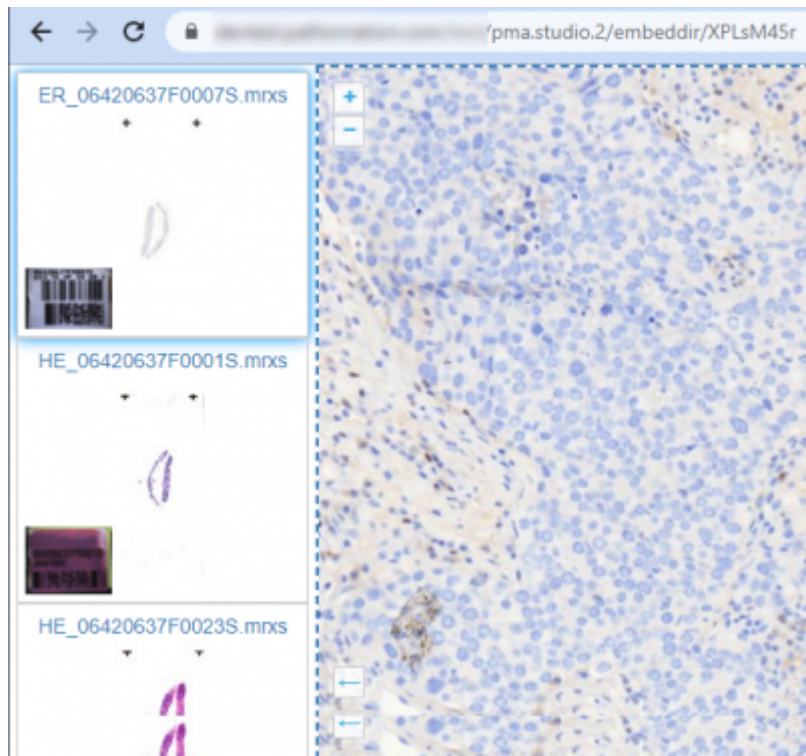 /pma.studio.2/embeddir/XPLsM45r
ER_06420637F0007S.mrxs
HE_06420637F0001S.mrxs
HE_06420637F0023S.mrxs